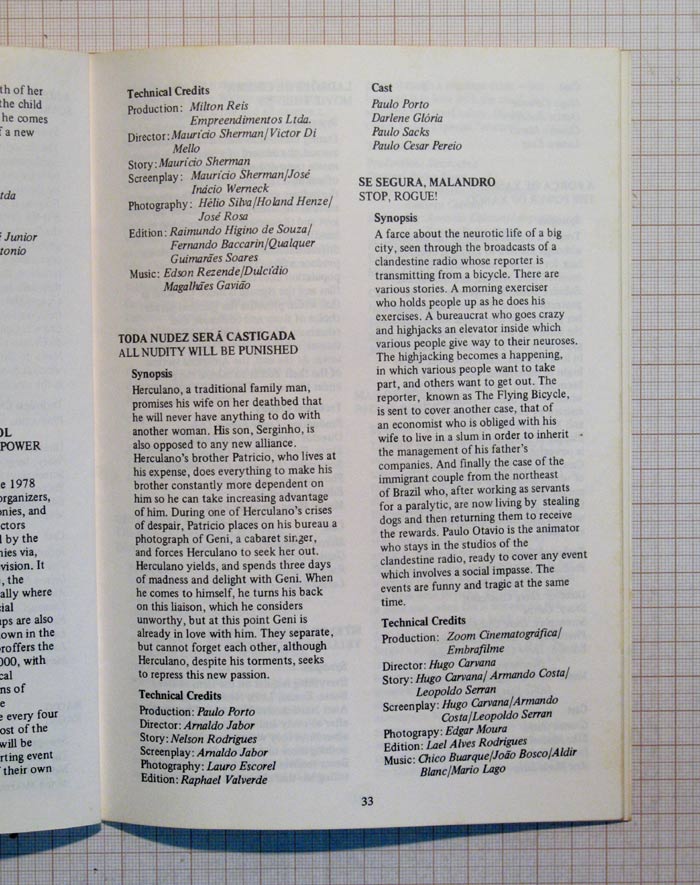 th of her
the child
he comes
f a new
tda
í Junior
tonio
OL
POWER
e 1978
organizers,
onies, and
ctors
d by the
nies via,
vision. It
, the
ally where
cial
ups are also
own in the
roffers the
000, with
cal
ns of
e
e every four
ost of the
will be
rting event
f their own
Technical Credits
Production: Milton Reis
Empreendimentos Ltda.
Director: Maurício Sherman/Victor Di
Mello
Story: Maurício Sherman
Screenplay: Maurício Sherman/José
Inácio Werneck
Photography: Hélio Silva/Holand Henze/
José Rosa
Edition: Raimundo Higino de Souza/
Fernando Baccarin/Qualquer
Guimarães Soares
Music: Edson Rezende/Dulcídio
Magalhães Gavião
TODA NUDEZ SERÁ CASTIGADA
ALL NUDITY WILL BE PUNISHED
Synopsis
Herculano, a traditional family man,
promises his wife on her deathbed that
he will never have anything to do with
another woman. His son, Serginho, is
also opposed to any new alliance.
Herculano's brother Patricio, who lives at
his expense, does everything to make his
brother constantly more dependent on
him so he can take increasing advantage
of him. During one of Herculano's crises
of despair, Patricio places on his bureau a
photograph of Geni, a cabaret singer,
and forces Herculano to seek her out.
Herculano yields, and spends three days
of madness and delight with Geni. When
he comes to himself, he turns his back
on this liaison, which he considers
unworthy, but at this point Geni is
already in love with him. They separate,
but cannot forget each other, although
Herculano, despite his torments, seeks
to repress this new passion.
Technical Credits
Production: Paulo Porto
Director: Arnaldo Jabor
Story: Nelson Rodrigues
Screenplay: Arnaldo Jabor
Photography: Lauro Escorel
Edition: Raphael Valverde
Cast
Paulo Porto
Darlene Glória
Paulo Sacks
Paulo Cesar Pereio
SE SEGURA, MALANDRO
STOP, ROGUE!
Synopsis
A farce about the neurotic life of a big
city, seen through the broadcasts of a
clandestine radio whose reporter is
transmitting from a bicycle. There are
various stories. A morning exerciser
who holds people up as he does his
exercises. A bureaucrat who goes crazy
and highjacks an elevator inside which
various people give way to their neuroses.
The highjacking becomes a happening,
in which various people want to take
part, and others want to get out. The
reporter, known as The Flying Bicycle,
is sent to cover another case, that of
an economist who is obliged with his
wife to live in a slum in order to inherit
the management of his father's
companies. And finally the case of the
immigrant couple from the northeast
of Brazil who, after working as servants
for a paralytic, are now living by stealing
dogs and then returning them to receive
the rewards. Paulo Otavio is the animator
who stays in the studios of the
clandestine radio, ready to cover any event
which involves a social impasse. The
events are funny and tragic at the same
time.
Technical Credits
Production: Zoom Cinematográfica/
Embrafilme
Director: Hugo Carvana
Story: Hugo Carvana/ Armando Costa/
Leopoldo Serran
Screenplay: Hugo Carvana/Armando
Costa/Leopoldo Serran
Photograpy: Edgar Moura
Edition: Lael Alves Rodrigues
Music: Chico Buarque/João Bosco/Aldir
Blanc/Mario Lago
33